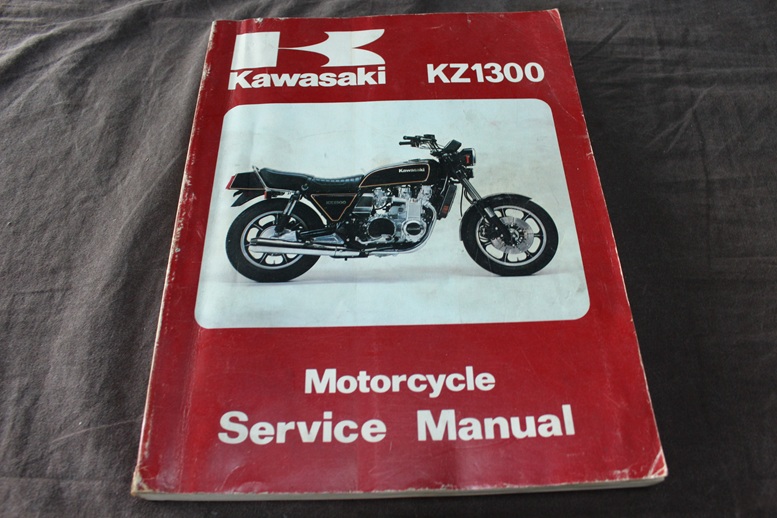 Kawasaki KZ1300
Kawasaki
Motorcycle
Service Manual